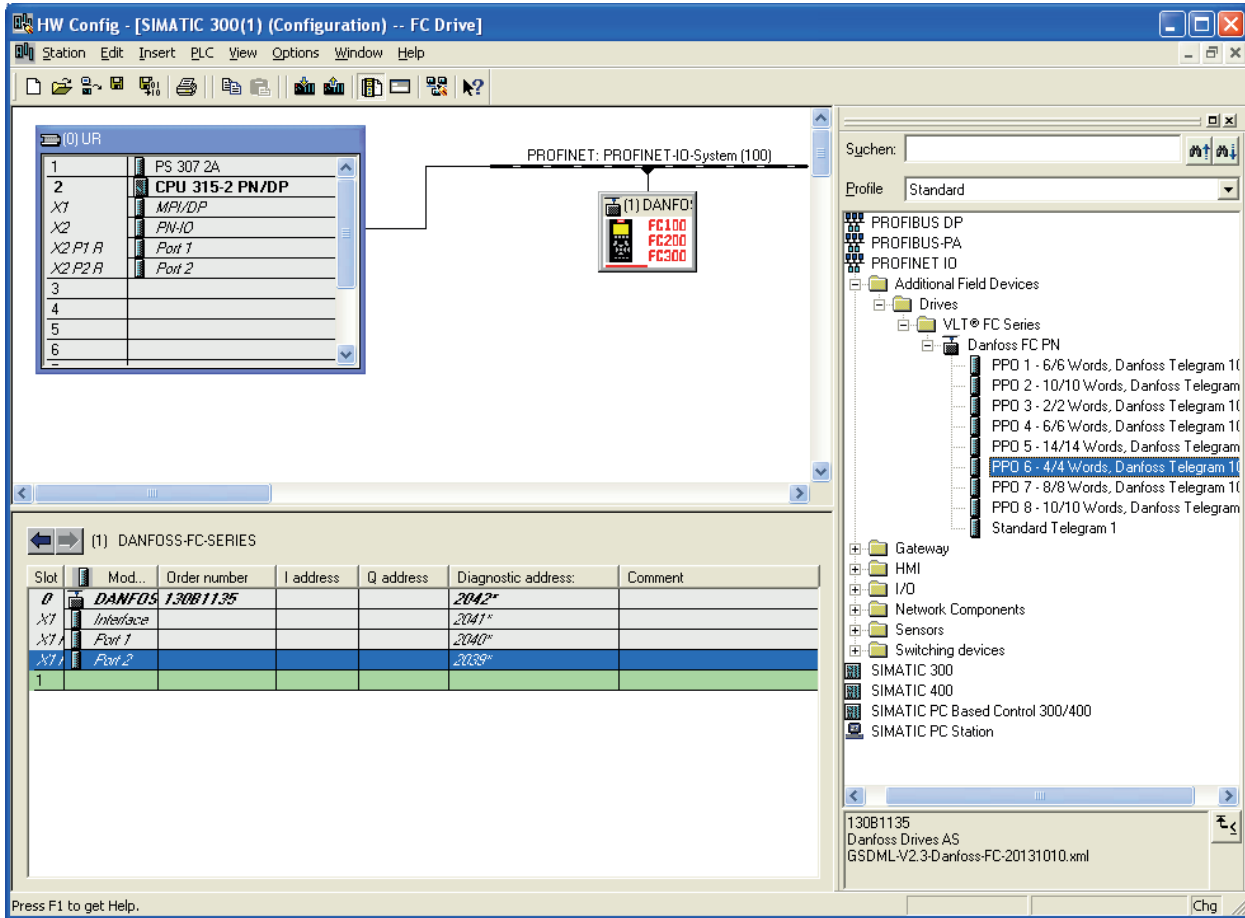 HW Config - [SIMATIC 300(1) (Configuration) -- FC Drive]
Station Edit Insert PLC View Options Window Help
(0) UR
1 PS 307 2A
2 CPU 315-2 PN/DP
X1 MPI/DP
X2 PN-IO
X2 P1 R Port 1
X2 P2 R Port 2
3
4
5
6
PROFINET: PROFINET-IO-System (100)
(1) DANFOS
FC100
FC200
FC300
Suchen:
Profile Standard
PROFIBUS DP
PROFIBUS-PA
PROFINET IO
Additional Field Devices
Drives
VLT® FC Series
Danfoss FC PN
PPO 1 - 6/6 Words, Danfoss Telegram 10
PPO 2 - 10/10 Words, Danfoss Telegram
PPO 3 - 2/2 Words, Danfoss Telegram 10
PPO 4 - 6/6 Words, Danfoss Telegram 10
PPO 5 - 14/14 Words, Danfoss Telegram
PPO 6 - 4/4 Words, Danfoss Telegram 10
PPO 7 - 8/8 Words, Danfoss Telegram 10
PPO 8 - 10/10 Words, Danfoss Telegram
Standard Telegram 1
Gateway
HMI
I/O
Network Components
Sensors
Switching devices
SIMATIC 300
SIMATIC 400
SIMATIC PC Based Control 300/400
SIMATIC PC Station
130B1135
Danfoss Drives AS
GSDML-V2.3-Danfoss-FC-20131010.xml
(1) DANFOSS-FC-SERIES
Slot Mod... Order number I address Q address Diagnostic address: Comment
0 DANFOS 130B1135 2042*
X1 Interface 2041*
X1 Port 1 2040*
X1 Port 2 2039*
1
Press F1 to get Help.
Chg